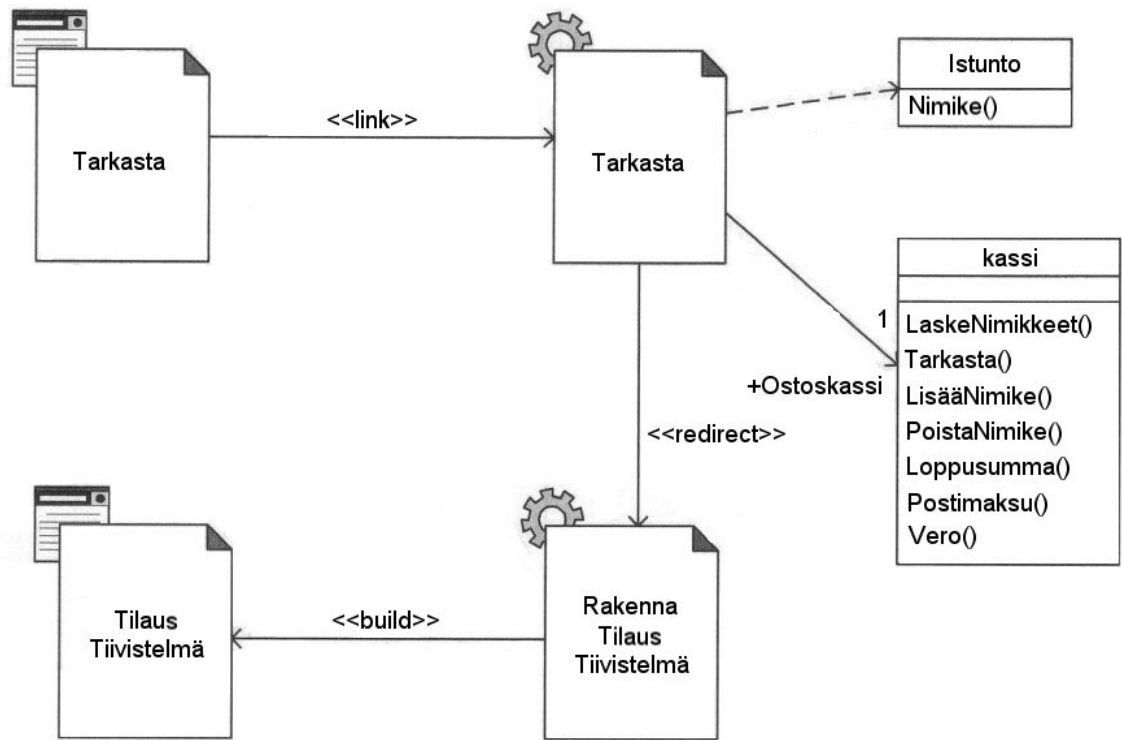 Tarkasta
<<link>>
Tarkasta
Istunto
Nimike()
kassi
LaskeNimikkeet()
Tarkasta()
LisääNimike()
PoistaNimike()
Loppusumma()
Postimaksu()
Vero()
1
+Ostoskassi
<<redirect>>
Tilaus
Tiivistelmä
<<build>>
Rakenna
Tilaus
Tiivistelmä